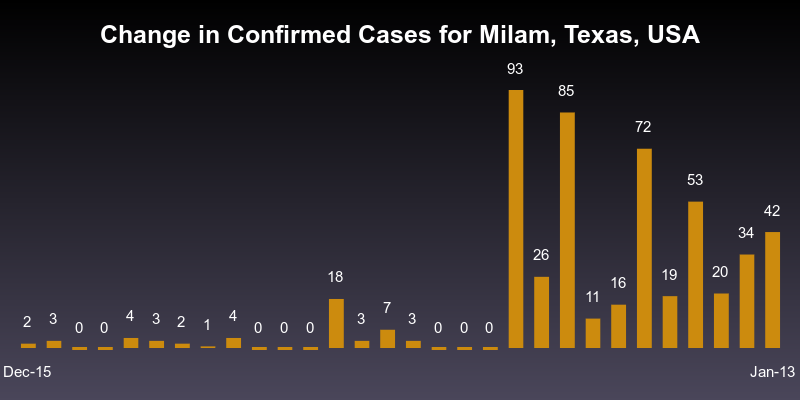 Change in Confirmed Cases for Milam, Texas, USA
2 3 0 0 4 3 2 1 4 0 0 0 18 3 7 3 0 0 0 93 26 85 11 16 72 19 53 20 34 42
Dec-15 Jan-13